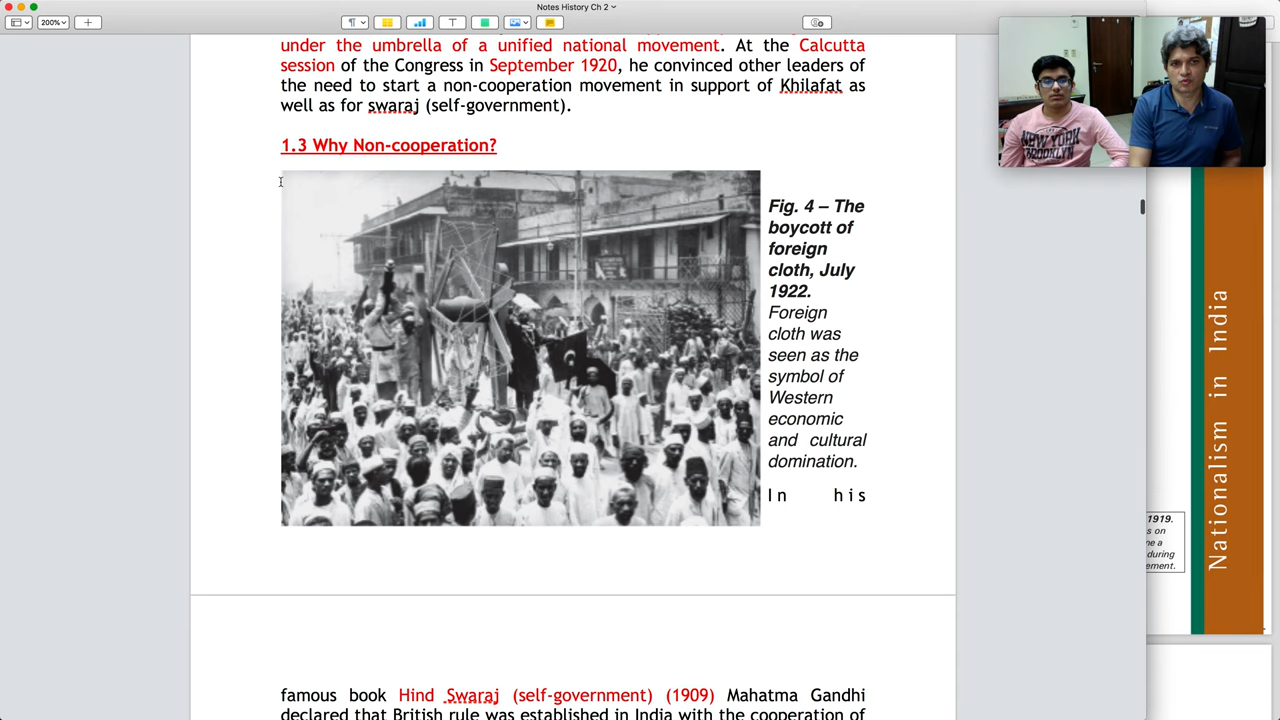 Notes History Ch 2
200%
under the umbrella of a unified national movement. At the Calcutta
session of the Congress in September 1920, he convinced other leaders of
the need to start a non-cooperation movement in support of Khilafat as
well as for swaraj (self-government).
1.3 Why Non-cooperation?
Fig. 4 – The
boycott of
foreign
cloth, July
1922.
Foreign
cloth was
seen as the
symbol of
Western
economic
and cultural
domination.
In his
famous book Hind Swaraj (self-government) (1909) Mahatma Gandhi
declared that British rule was established in India with the cooperation of
NEW YORK
BROOKLYN
1919.
s on
ne a
during
ement.
Nationalism in India